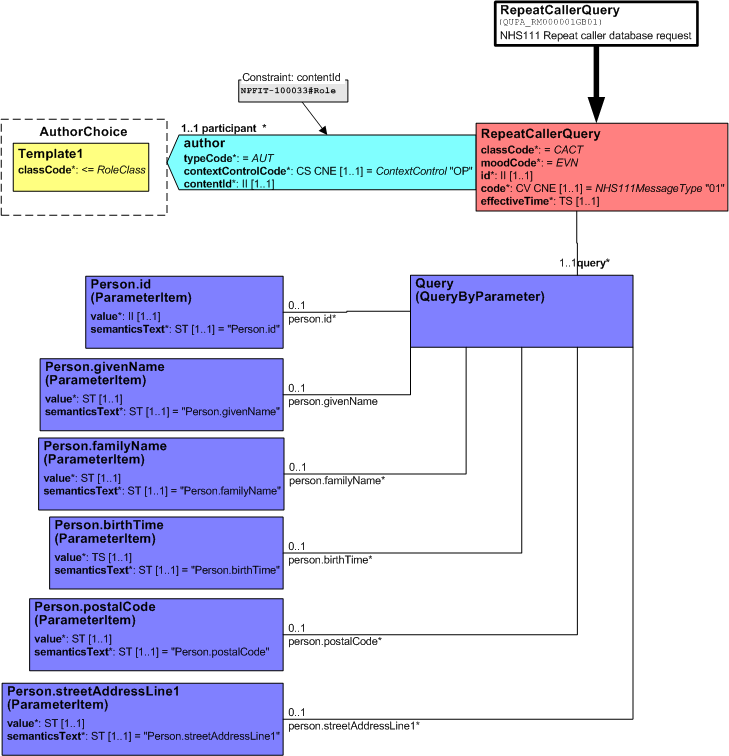 RepeatCallerQuery
(QUPA_RM000001GB01)
NHS111 Repeat caller database request
Constraint: contentId
NPFIT-100033#Role
1..1 participant *
AuthorChoice
Template1
classCode*: <= RoleClass
author
typeCode*: = AUT
contextControlCode*: CS CNE [1..1] = ContextControl "OP"
contentId*: II [1..1]
RepeatCallerQuery
classCode*: = CACT
moodCode*: = EVN
id*: II [1..1]
code*: CV CNE [1..1] = NHS111MessageType "01"
effectiveTime*: TS [1..1]
1..1query*
Query
(QueryByParameter)
Person.id
(ParameterItem)
value*: II [1..1]
semanticsText*: ST [1..1] = "Person.id"
0..1
person.id*
Person.givenName
(ParameterItem)
value*: ST [1..1]
semanticsText*: ST [1..1] = "Person.givenName"
0..1
person.givenName
Person.familyName
(ParameterItem)
value*: ST [1..1]
semanticsText*: ST [1..1] = "Person.familyName"
0..1
person.familyName*
Person.birthTime
(ParameterItem)
value*: TS [1..1]
semanticsText*: ST [1..1] = "Person.birthTime"
0..1
person.birthTime*
Person.postalCode
(ParameterItem)
value*: ST [1..1]
semanticsText*: ST [1..1] = "Person.postalCode"
0..1
person.postalCode*
Person.streetAddressLine1
(ParameterItem)
value*: ST [1..1]
semanticsText*: ST [1..1] = "Person.streetAddressLine1"
0..1
person.streetAddressLine1*